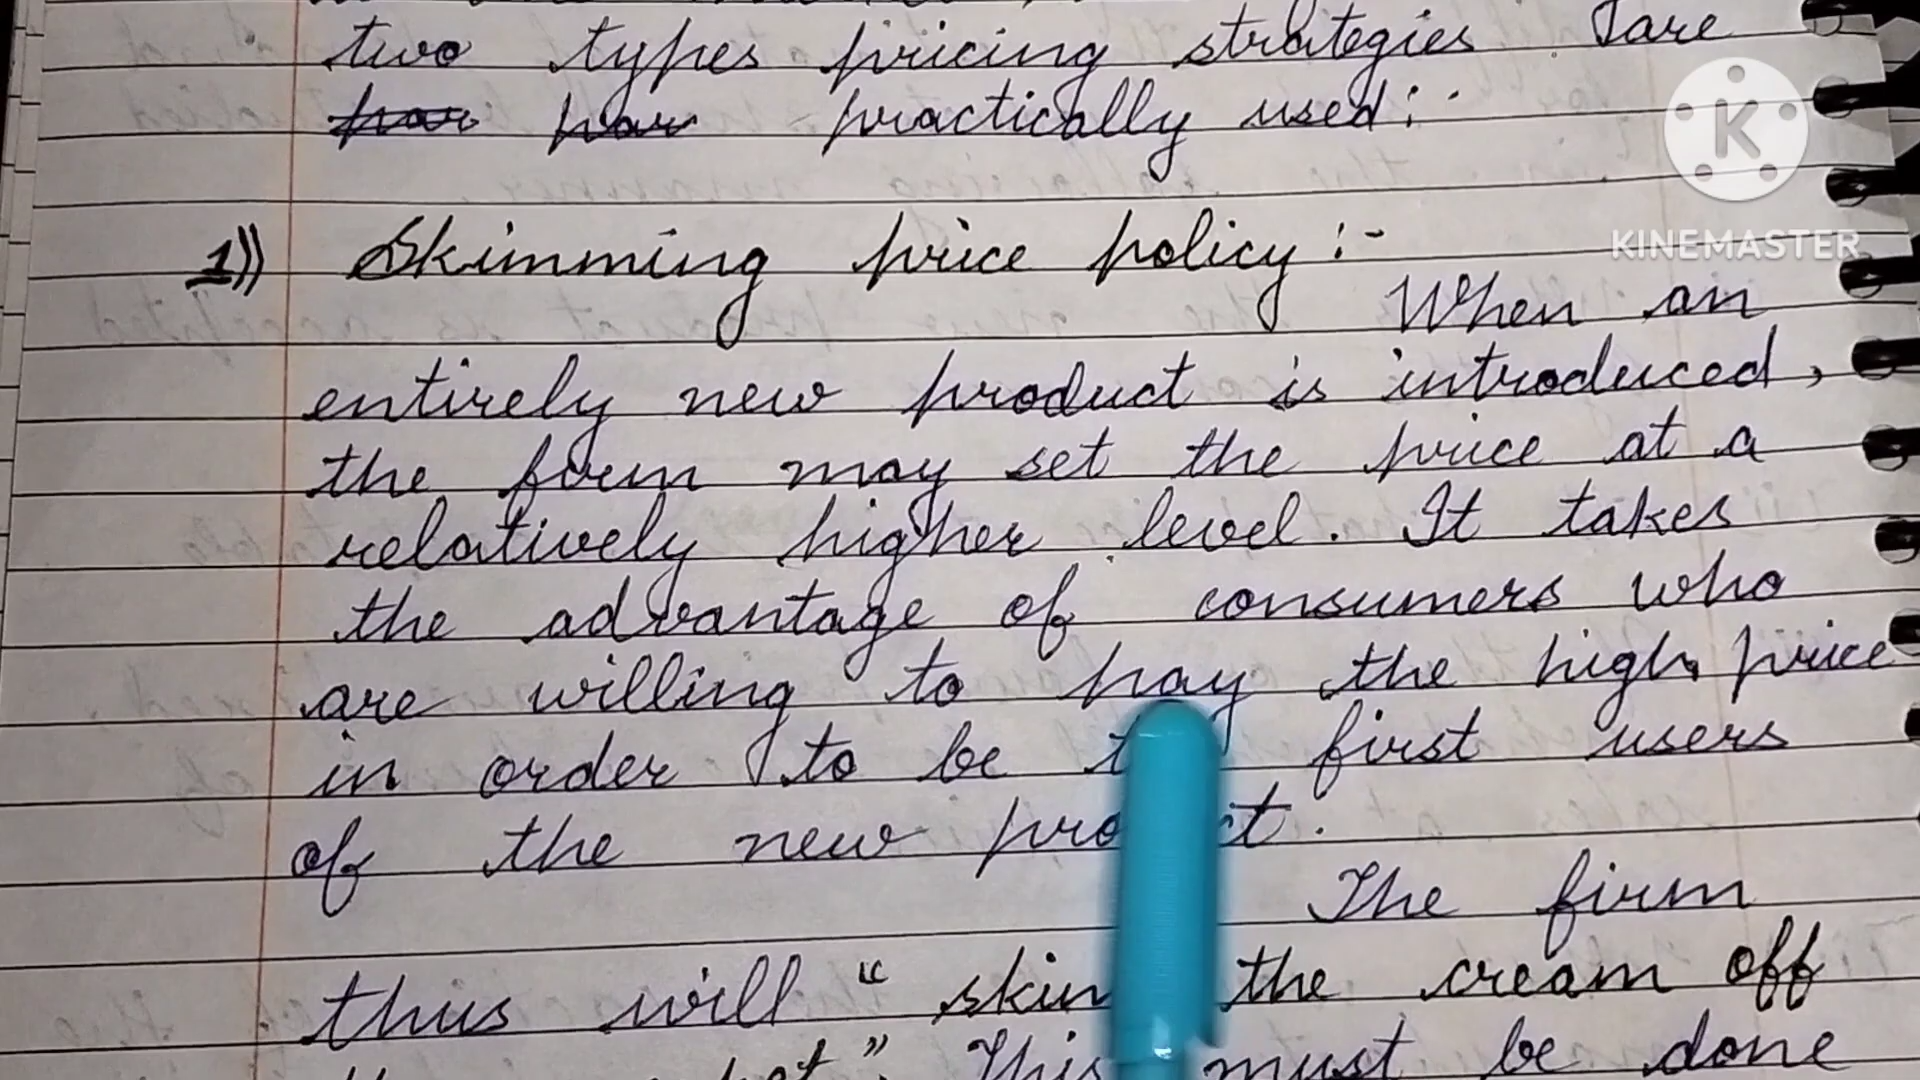 two types pricing strategies are
practically used:-
1)) Skimming price policy :-
When an
entirely new product is introduced,
the firm may set the price at a
relatively higher level. It takes
the advantage of consumers who
are willing to pay the high price
in order to be first users
of the new
The firm
thus will " the cream off
" This must be done
K
KINEMASTER